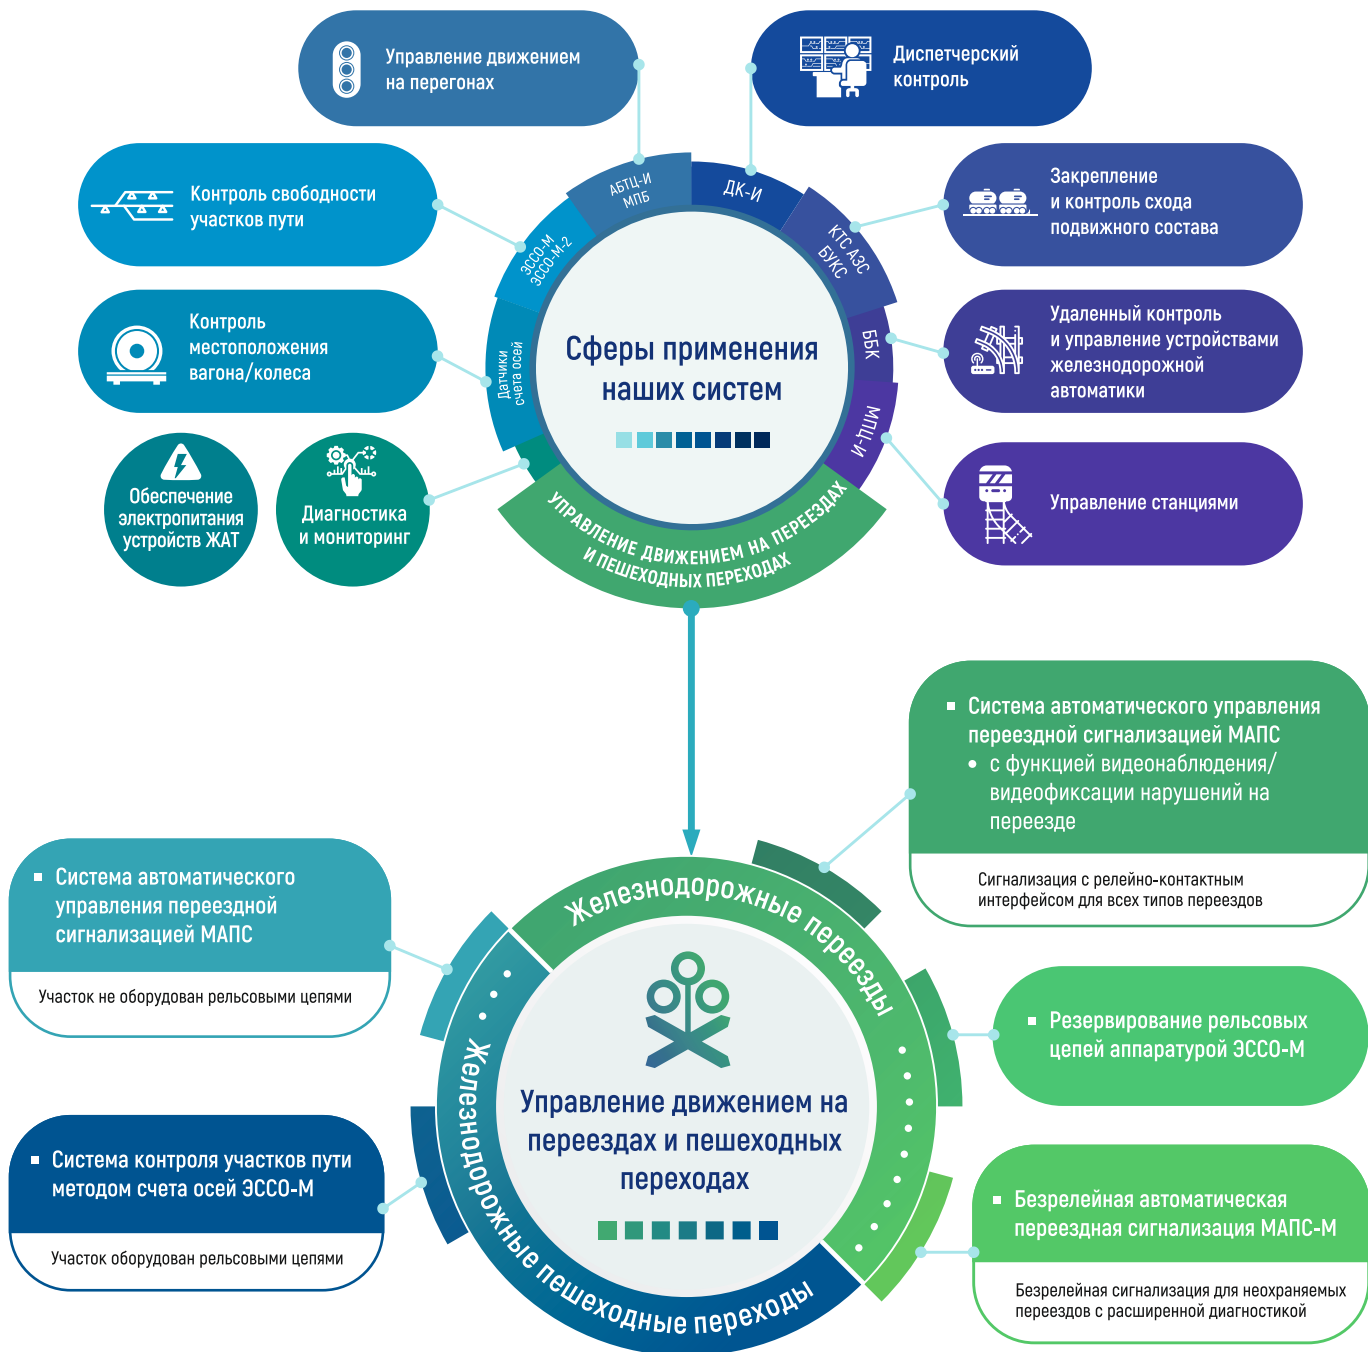 Управление движением
на перегонах
Диспетчерский
контроль
Контроль свободности
участков пути
Закрепление
и контроль схода
подвижного состава
Контроль
местоположения
вагона/колеса
Удаленный контроль
и управление устройствами
железнодорожной
автоматики
Обеспечение
электропитания
устройств ЖАТ
Диагностика
и мониторинг
Управление станциями
АБТЦ-И
МПБ
ДК-И
ЭССО-М
ЭССО-М-2
КТС АЗС
БУКС
Датчики
счета осей
ББК
МПЦ-И
Сферы применения
наших систем
УПРАВЛЕНИЕ ДВИЖЕНИЕМ НА ПЕРЕЕЗДАХ
И ПЕШЕХОДНЫХ ПЕРЕХОДАХ
Система автоматического управления
переездной сигнализацией МАПС
с функцией видеонаблюдения/
видеофиксации нарушений на
переезде
Сигнализация с релейно-контактным
интерфейсом для всех типов переездов
Система автоматического
управления переездной
сигнализацией МАПС
Участок не оборудован рельсовыми цепями
Железнодорожные переезды
Резервирование рельсовых
цепей аппаратурой ЭССО-М
Управление движением на
переездах и пешеходных
переходах
Железнодорожные пешеходные переходы
Система контроля участков пути
методом счета осей ЭССО-М
Участок оборудован рельсовыми цепями
Безрелейная автоматическая
переездная сигнализация МАПС-М
Безрелейная сигнализация для неохраняемых
переездов с расширенной диагностикой